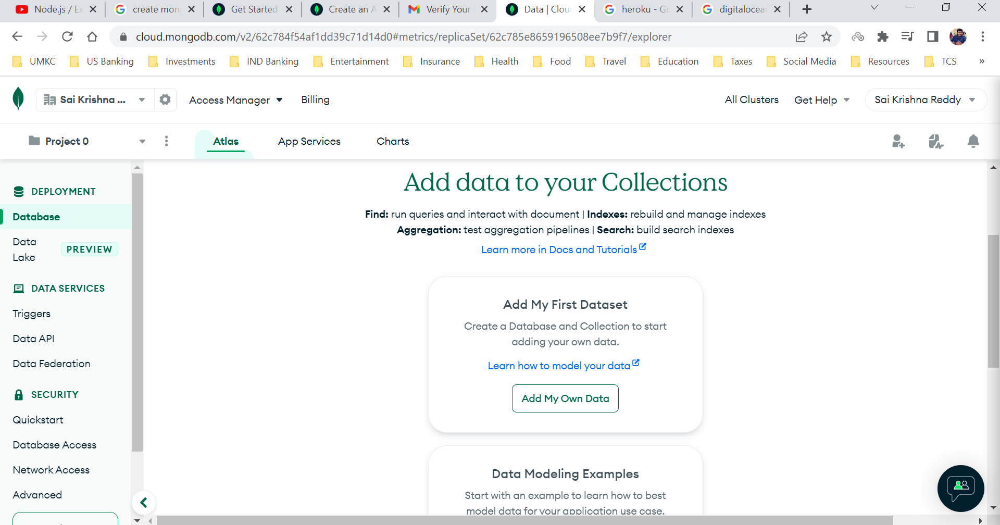 Node.js / Ex
create mon
Get Started
Create an A
Verify Your
Data | Clou
heroku - Go
digitalocean
cloud.mongodb.com/v2/62c784f54af1dd39c71d14d0#metrics/replicaSet/62c785e8659196508ee7b9f7/explorer
UMKC
US Banking
Investments
IND Banking
Entertainment
Insurance
Health
Food
Travel
Education
Taxes
Social Media
Resources
TCS
»
Sai Krishna ...
Access Manager
Billing
All Clusters
Get Help
Sai Krishna Reddy
Project 0
Atlas
App Services
Charts
DEPLOYMENT
Database
Data
Lake
PREVIEW
DATA SERVICES
Triggers
Data API
Data Federation
SECURITY
Quickstart
Database Access
Network Access
Advanced
Add data to your Collections
Find: run queries and interact with document | Indexes: rebuild and manage indexes
Aggregation: test aggregation pipelines | Search: build search indexes
Learn more in Docs and Tutorials
Add My First Dataset
Create a Database and Collection to start
adding your own data.
Learn how to model your data
Add My Own Data
Data Modeling Examples
Start with an example to learn how to best
model data for your application use case.